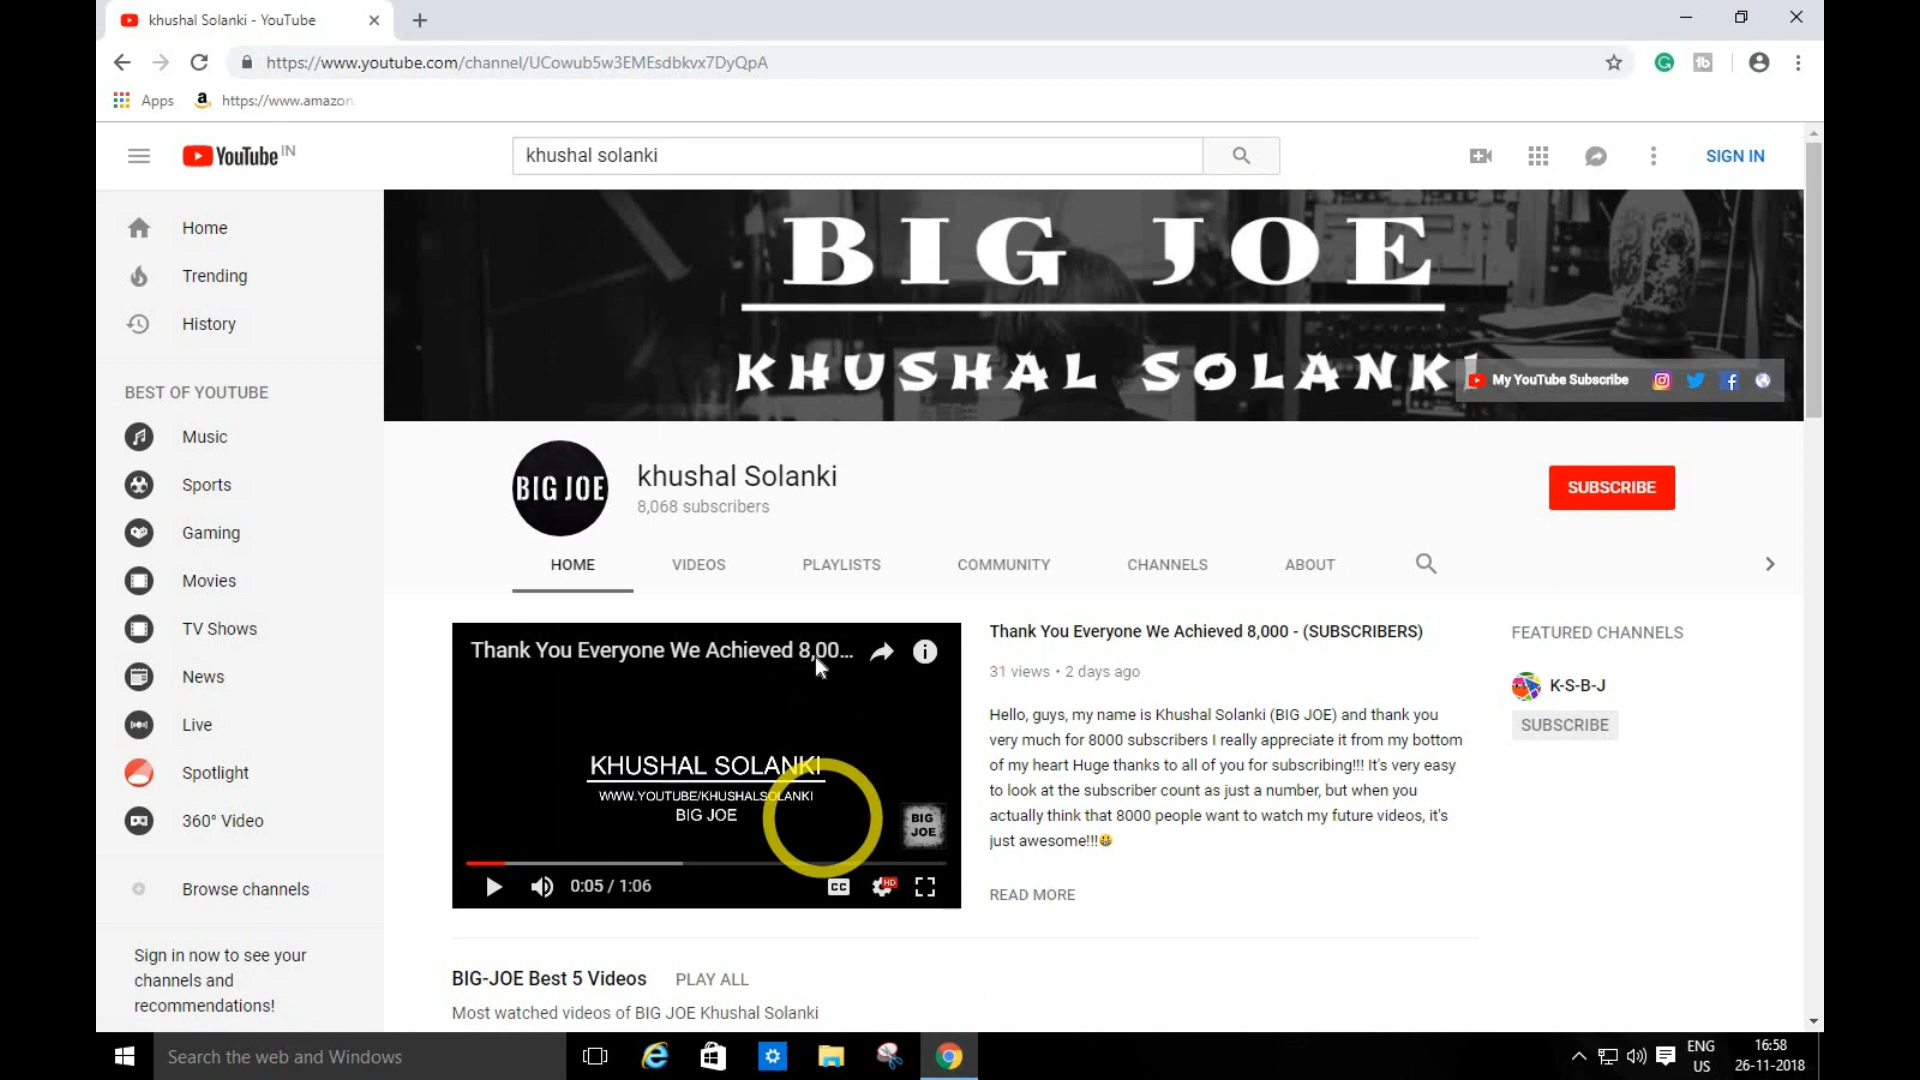 khushal Solanki - YouTube
https://www.youtube.com/channel/UCowub5w3EMEsdbkvx7DyQpA
Apps
https://www.amazon
YouTube IN
khushal solanki
SIGN IN
BIG JOE
KHUSHAL SOLANKI
My YouTube Subscribe
Home
Trending
History
BEST OF YOUTUBE
Music
Sports
Gaming
Movies
TV Shows
News
Live
Spotlight
360° Video
Browse channels
Sign in now to see your
channels and
recommendations!
BIG JOE
khushal Solanki
8,068 subscribers
SUBSCRIBE
HOME
VIDEOS
PLAYLISTS
COMMUNITY
CHANNELS
ABOUT
Thank You Everyone We Achieved 8,00...
KHUSHAL SOLANKI
WWW.YOUTUBE/KHUSHALSOLANKI
BIG JOE
BIG
JOE
0:05 / 1:06
CC
HD
Thank You Everyone We Achieved 8,000 - (SUBSCRIBERS)
31 views • 2 days ago
Hello, guys, my name is Khushal Solanki (BIG JOE) and thank you
very much for 8000 subscribers I really appreciate it from my bottom
of my heart Huge thanks to all of you for subscribing!!! It's very easy
to look at the subscriber count as just a number, but when you
actually think that 8000 people want to watch my future videos, it's
just awesome!!!😀
READ MORE
FEATURED CHANNELS
K-S-B-J
SUBSCRIBE
BIG-JOE Best 5 Videos
PLAY ALL
Most watched videos of BIG JOE Khushal Solanki
Search the web and Windows
ENG
US
16:58
26-11-2018